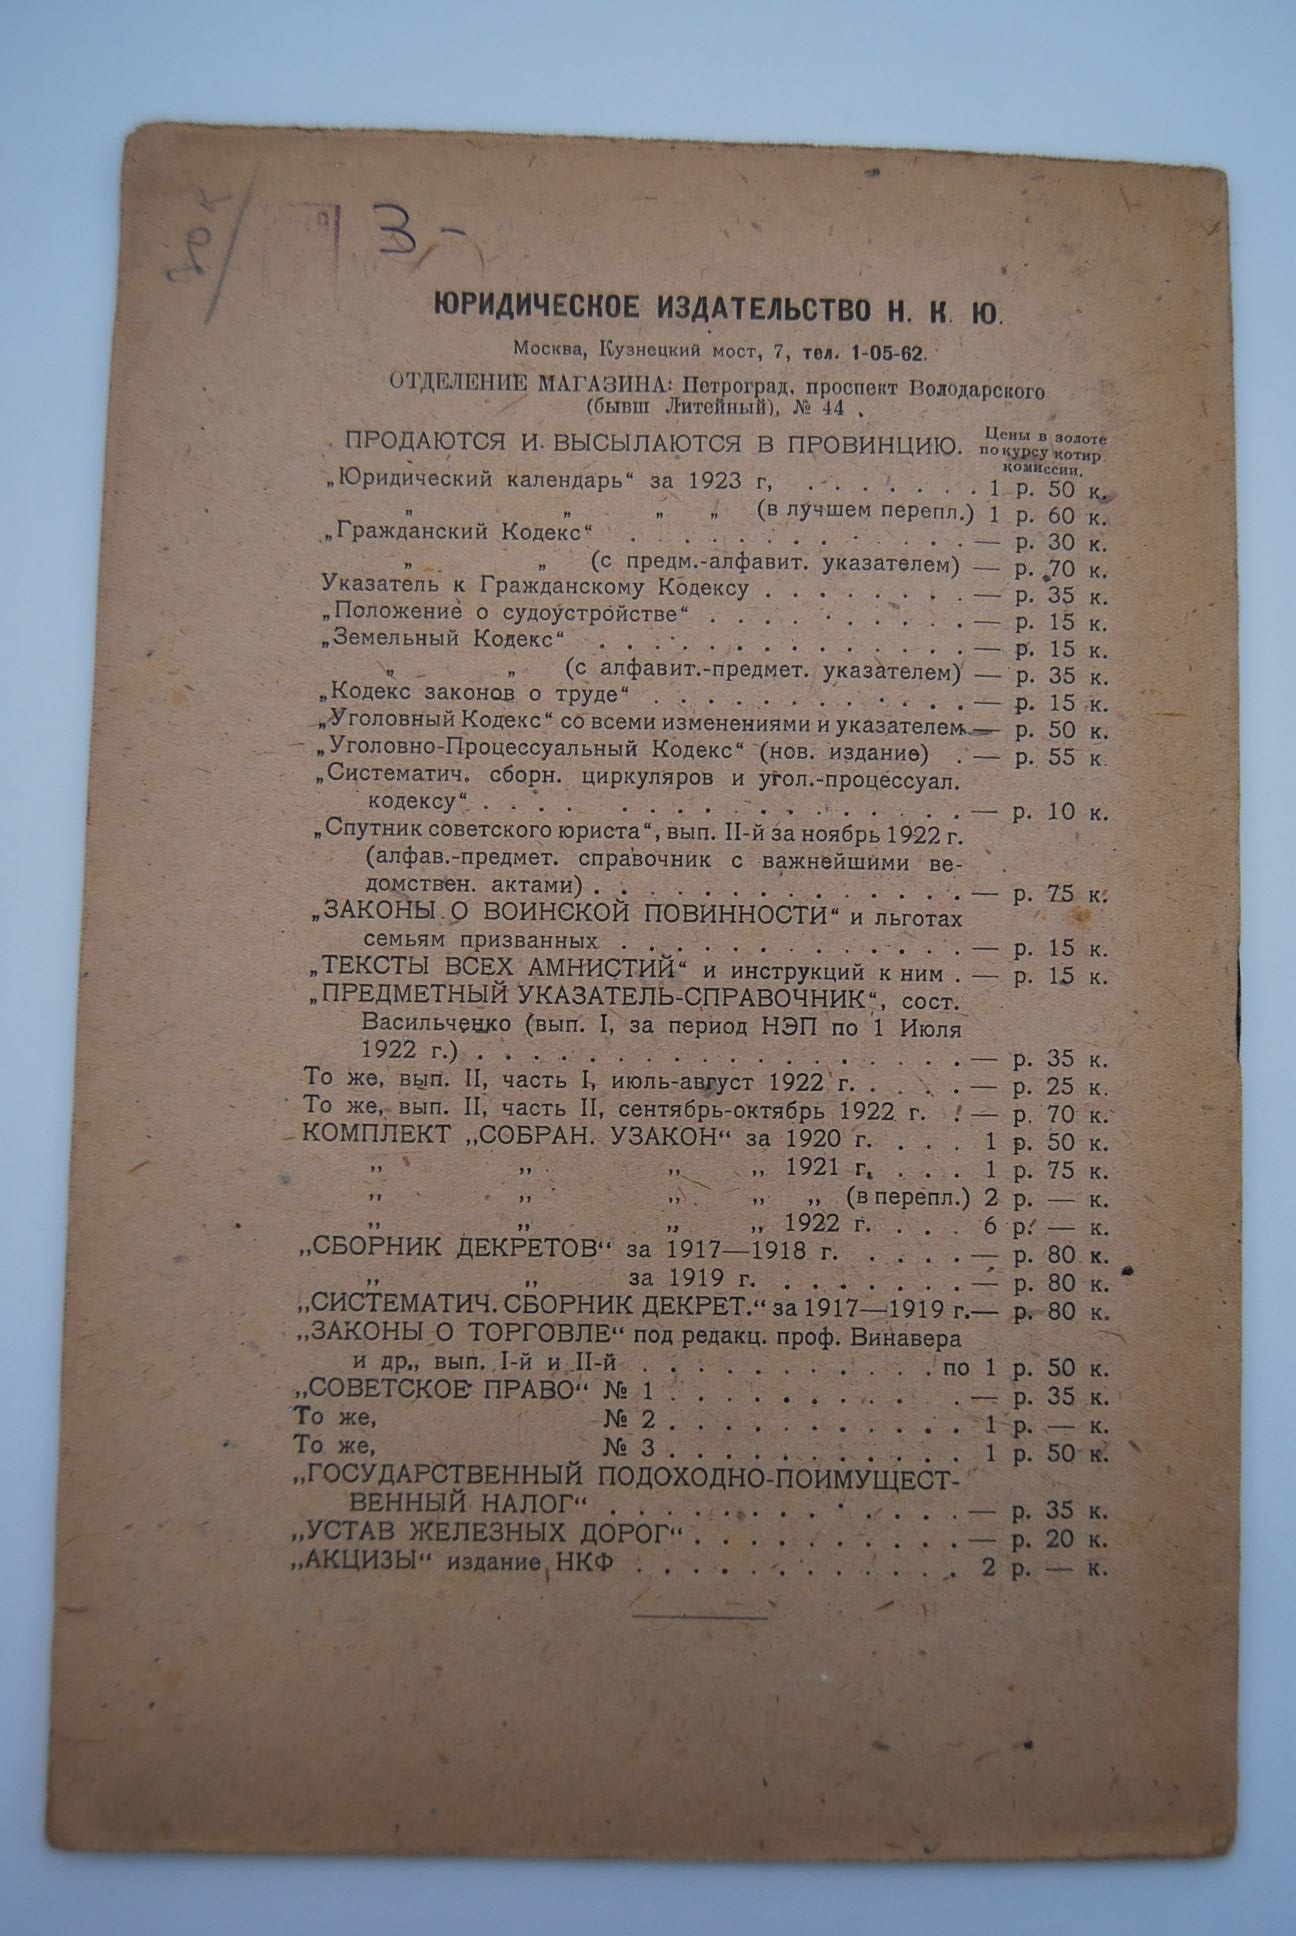 3 -
ЮРИДИЧЕСКОЕ ИЗДАТЕЛЬСТВО Н. К. Ю.
Москва, Кузнецкий мост, 7, тел. 1-05-62.
ОТДЕЛЕНИЕ МАГАЗИНА: Петроград, проспект Володарского
(бывш Литейный), № 44 .
ПРОДАЮТСЯ И ВЫСЫЛАЮТСЯ В ПРОВИНЦИЮ.
Цены в золоте
по курсу котир.
комиссии.
„Юридический календарь“ за 1923 г, . . . . . . . 1 р. 50 к.
„ „ „ „ (в лучшем перепл.) 1 р. 60 к.
„Гражданский Кодекс“ . . . . . . . . . . . . . — р. 30 к.
„ „ (с предм.-алфавит. указателем) — р. 70 к.
Указатель к Гражданскому Кодексу . . . . . . . . — р. 35 к.
„Положение о судоустройстве“ . . . . . . . . . . — р. 15 к.
„Земельный Кодекс“ . . . . . . . . . . . . . . — р. 15 к.
„ „ (с алфавит.-предмет. указателем) — р. 35 к.
„Кодекс законов о труде“ . . . . . . . . . . . . — р. 15 к.
„Уголовный Кодекс“ со всеми изменениями и указателем — р. 50 к.
„Уголовно-Процессуальный Кодекс“ (нов. издание) . — р. 55 к.
„Систематич. сборн. циркуляров и угол.-процессуал.
кодексу“ . . . . . . . . . . . . . . . . . — р. 10 к.
„Спутник советского юриста“, вып. II-й за ноябрь 1922 г.
(алфав.-предмет. справочник с важнейшими ве-
домствен. актами) . . . . . . . . . . . . . . — р. 75 к.
„ЗАКОНЫ О ВОИНСКОЙ ПОВИННОСТИ“ и льготах
семьям призванных . . . . . . . . . . . . . — р. 15 к.
„ТЕКСТЫ ВСЕХ АМНИСТИЙ“ и инструкций к ним . — р. 15 к.
„ПРЕДМЕТНЫЙ УКАЗАТЕЛЬ-СПРАВОЧНИК“, сост.
Васильченко (вып. I, за период НЭП по 1 Июля
1922 г.) . . . . . . . . . . . . . . . . . . — р. 35 к.
То же, вып. II, часть I, июль-август 1922 г. . . . . — р. 25 к.
То же, вып. II, часть II, сентябрь-октябрь 1922 г. . — р. 70 к.
КОМПЛЕКТ „СОБРАН. УЗАКОН“ за 1920 г. . . . 1 р. 50 к.
„ „ „ „ 1921 г. . . . 1 р. 75 к.
„ „ „ „ „ (в перепл.) 2 р. — к.
„ „ „ „ 1922 г. . . . 6 р. — к.
„СБОРНИК ДЕКРЕТОВ“ за 1917—1918 г. . . . . . — р. 80 к.
„ „ за 1919 г. . . . . . . . — р. 80 к.
„СИСТЕМАТИЧ. СБОРНИК ДЕКРЕТ.“ за 1917—1919 г.— р. 80 к.
„ЗАКОНЫ О ТОРГОВЛЕ“ под редакц. проф. Винавера
и др., вып. I-й и II-й . . . . . . . . . . . по 1 р. 50 к.
„СОВЕТСКОЕ ПРАВО“ № 1 . . . . . . . . . . . — р. 35 к.
То же, № 2 . . . . . . . . . . . 1 р. — к.
То же, № 3 . . . . . . . . . . . 1 р. 50 к.
„ГОСУДАРСТВЕННЫЙ ПОДОХОДНО-ПОИМУЩЕСТ-
ВЕННЫЙ НАЛОГ“ . . . . . . . . . . . . . — р. 35 к.
„УСТАВ ЖЕЛЕЗНЫХ ДОРОГ“ . . . . . . . . . . — р. 20 к.
„АКЦИЗЫ“ издание НКФ . . . . . . . . . . . . 2 р. — к.